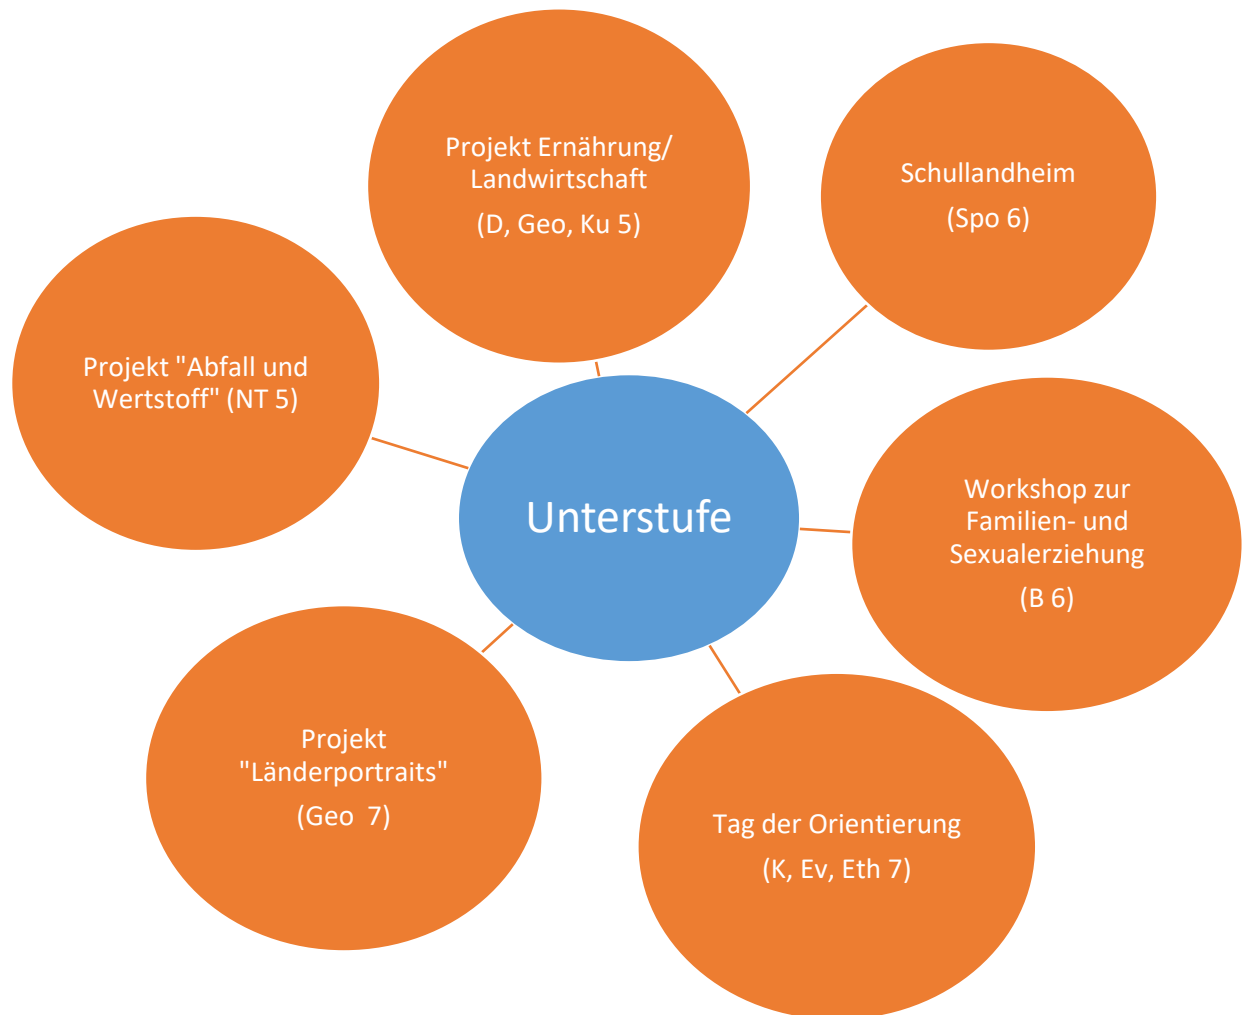 Projekt Ernährung/
Landwirtschaft
(D, Geo, Ku 5)
Schullandheim
(Spo 6)
Projekt "Abfall und
Wertstoff" (NT 5)
Unterstufe
Workshop zur
Familien- und
Sexualerziehung
(B 6)
Projekt
"Länderportraits"
(Geo  7)
Tag der Orientierung
(K, Ev, Eth 7)